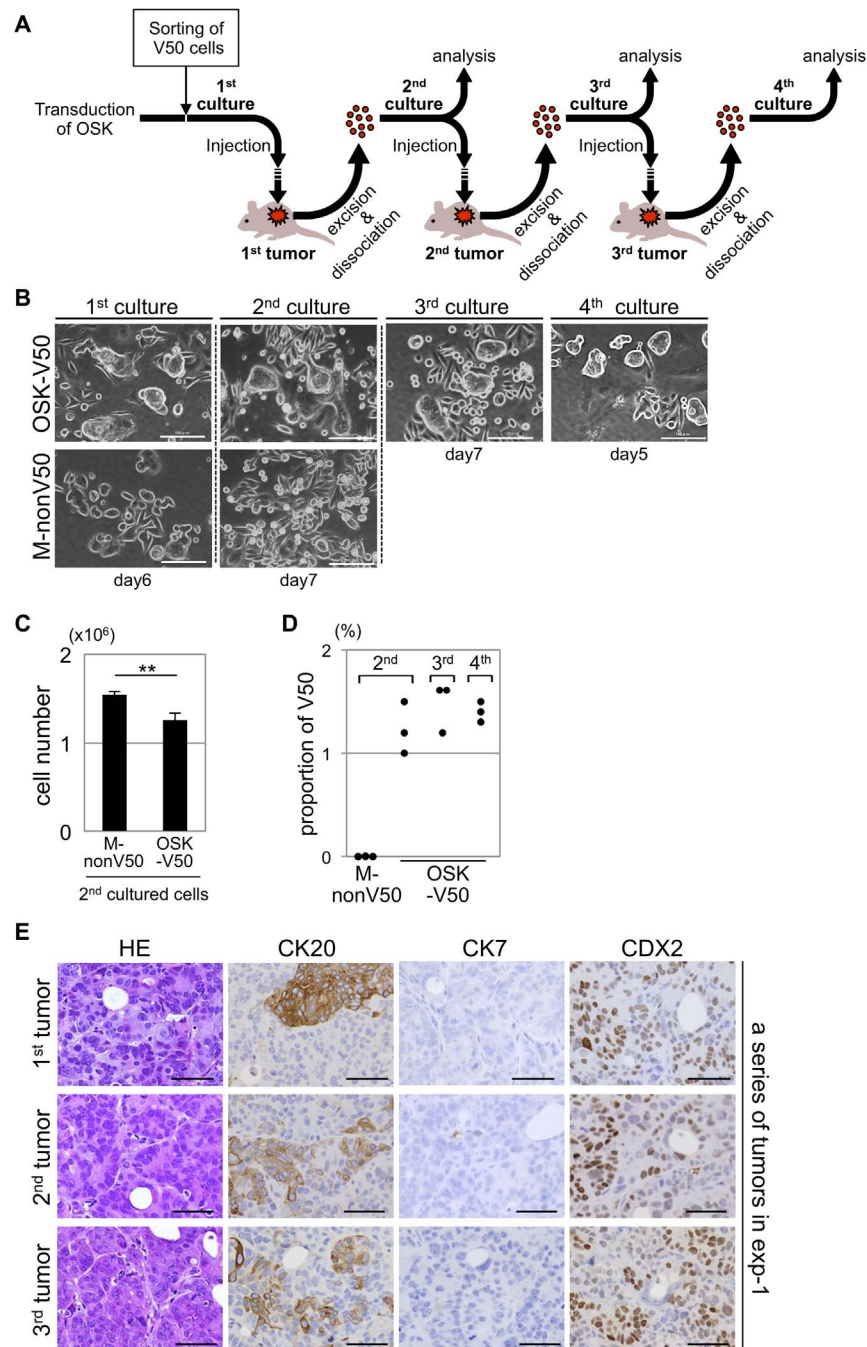 A
Sorting of
V50 cells
Transduction
of OSK
1st
culture
Injection
1st tumor
excision
&
dissociation
analysis
2nd
culture
Injection
2nd tumor
excision
&
dissociation
analysis
3rd
culture
Injection
3rd tumor
excision
&
dissociation
4th
culture
analysis
B
1st culture 2nd culture 3rd culture 4th culture
OSK-V50
day7 day5
M-nonV50
day6 day7
C
(x10⁶)
cell number
2
1
0
**
M-
nonV50
OSK
-V50
2nd cultured cells
D
(%)
proportion of V50
2
1
0
2nd 3rd 4th
M-
nonV50
OSK
-V50
E
HE CK20 CK7 CDX2
1st tumor
2nd tumor
3rd tumor
a series of tumors in exp-1